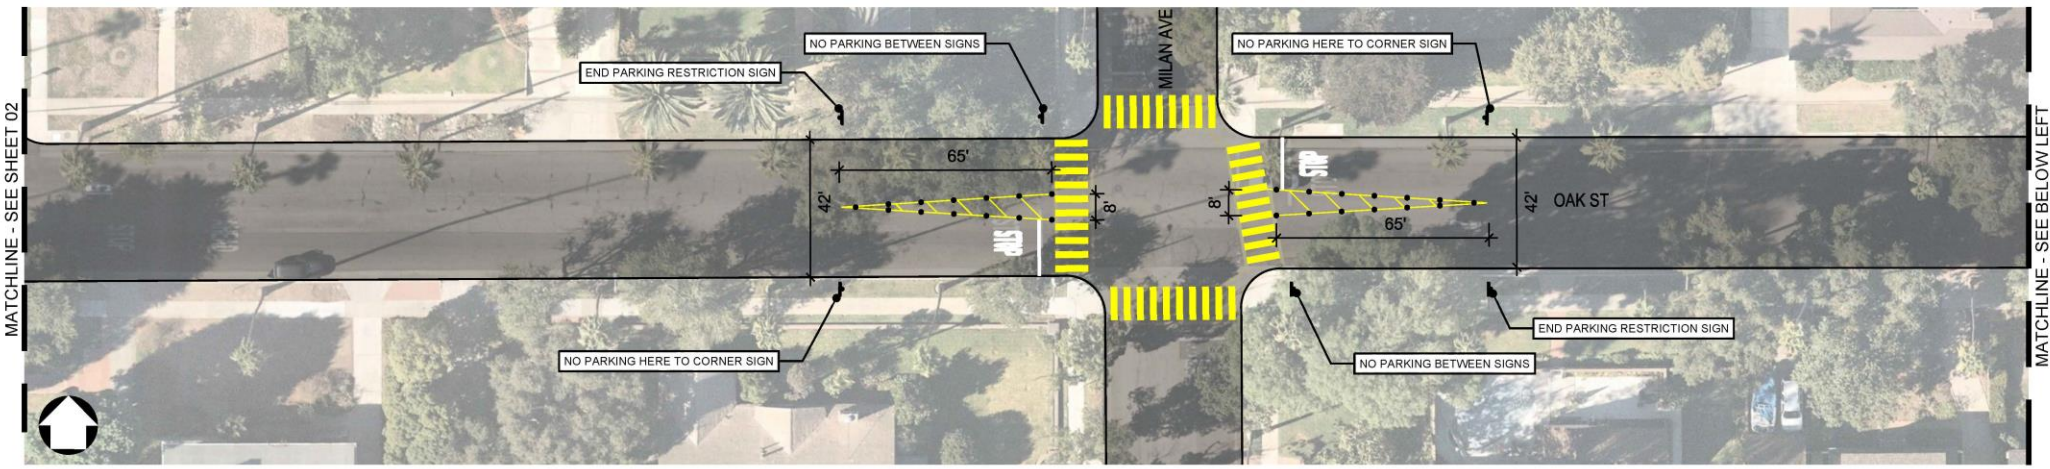 MATCHLINE - SEE SHEET 02
END PARKING RESTRICTION SIGN
NO PARKING BETWEEN SIGNS
MILAN AVE
NO PARKING HERE TO CORNER SIGN
65'
42'
8'
STOP
8'
STOP
65'
42'
OAK ST
NO PARKING HERE TO CORNER SIGN
NO PARKING BETWEEN SIGNS
END PARKING RESTRICTION SIGN
MATCHLINE - SEE BELOW LEFT